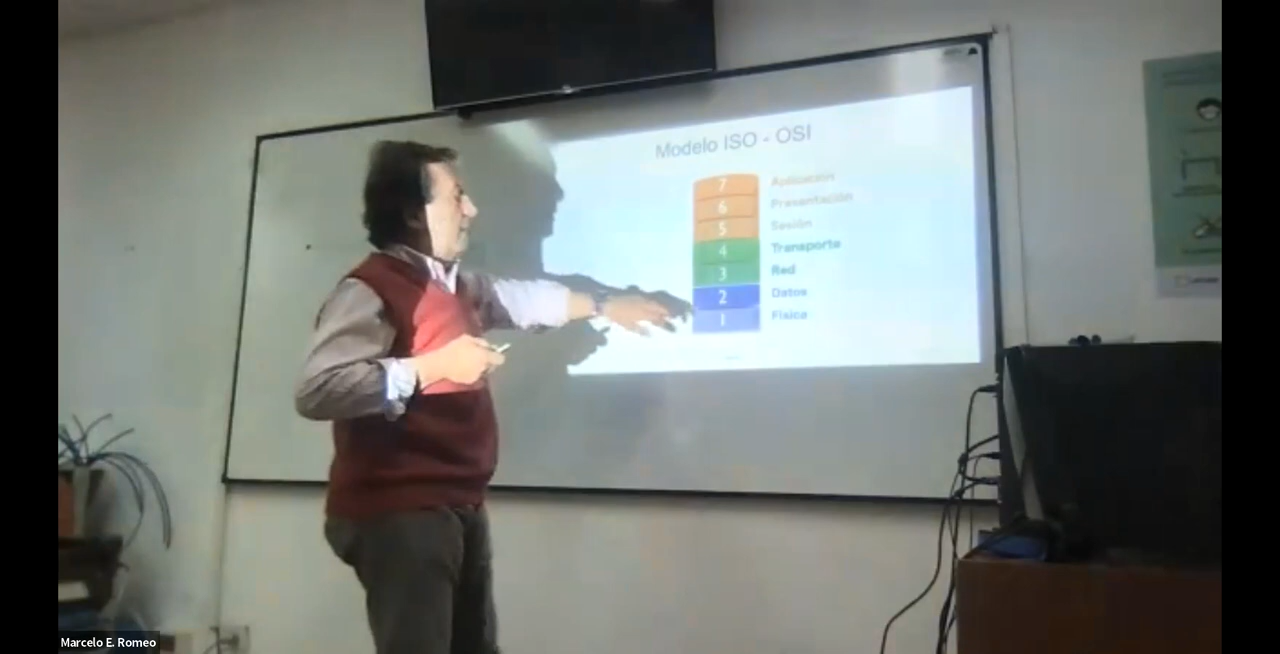 Modelo ISO - OSI
7 Aplicación
6 Presentación
5 Sesión
4 Transporte
3 Red
2 Datos
1 Física
Marcelo E. Romeo